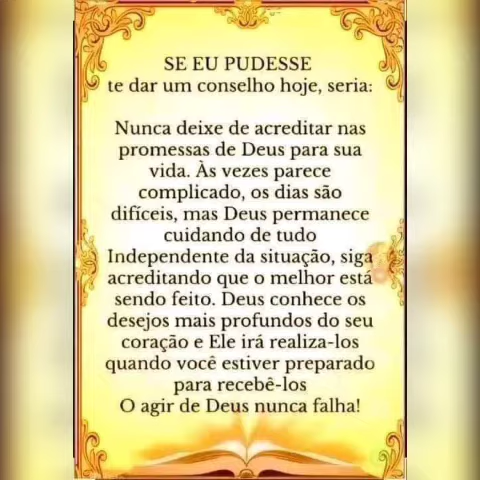 SE EU PUDESSE
te dar um conselho hoje, seria:
Nunca deixe de acreditar nas
promessas de Deus para sua
vida. Às vezes parece
complicado, os dias são
difíceis, mas Deus permanece
cuidando de tudo
Independente da situação, siga
acreditando que o melhor está
sendo feito. Deus conhece os
desejos mais profundos do seu
coração e Ele irá realiza-los
quando você estiver preparado
para recebê-los
O agir de Deus nunca falha!